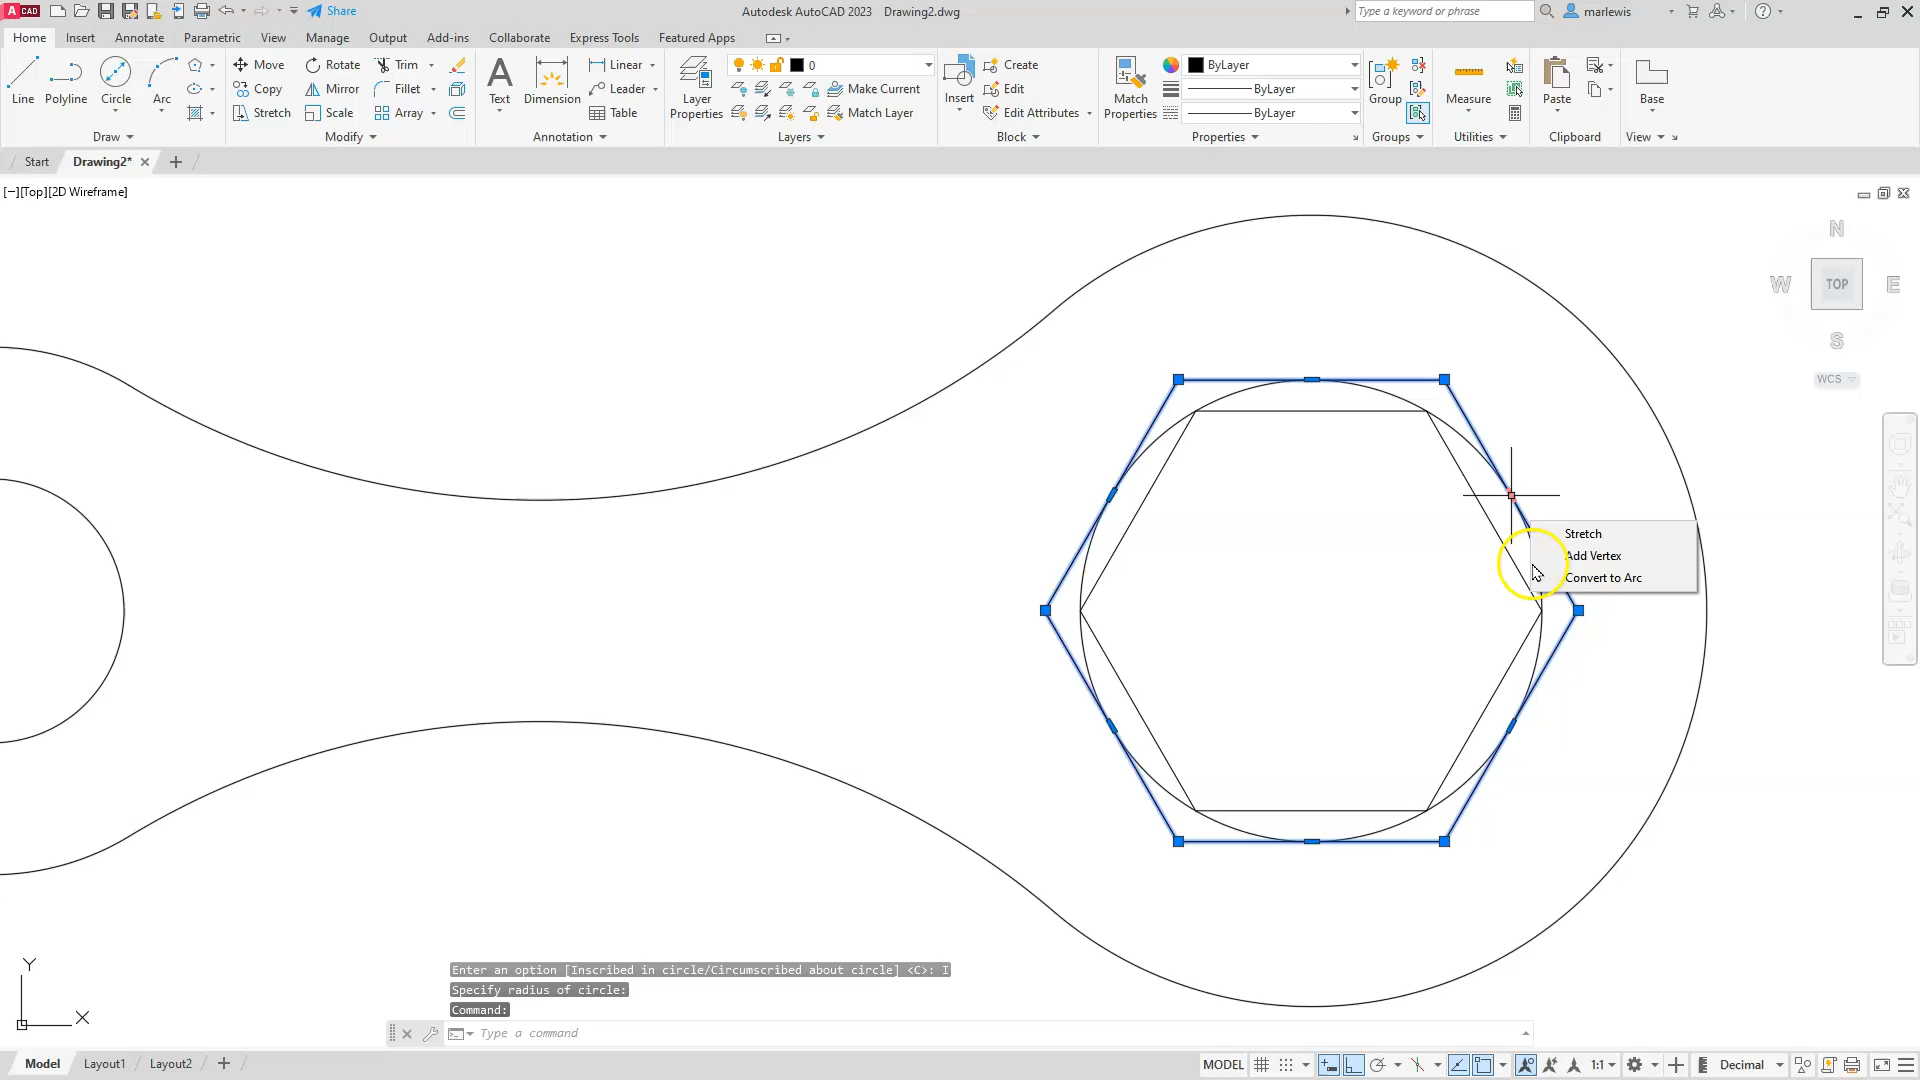 CAD Share Autodesk AutoCAD 2023 Drawing2.dwg Type a keyword or phrase marlewis
Home Insert Annotate Parametric View Manage Output Add-ins Collaborate Express Tools Featured Apps
Line Polyline Circle Arc
Draw
Move Rotate Trim
Copy Mirror Fillet
Stretch Scale Array
Modify
Text Dimension
Linear
Leader
Table
Annotation
Layer Properties
0
Make Current
Match Layer
Layers
Insert
Create
Edit
Edit Attributes
Block
Match Properties
ByLayer
ByLayer
ByLayer
Properties
Group
Groups
Measure
Utilities
Paste
Clipboard
Base
View
Start Drawing2*
[−][Top][2D Wireframe]
N
W TOP E
S
WCS
Stretch
Add Vertex
Convert to Arc
Y
X
Enter an option [Inscribed in circle/Circumscribed about circle] <C>: I
Specify radius of circle:
Command:
Type a command
Model Layout1 Layout2 MODEL 1:1 Decimal